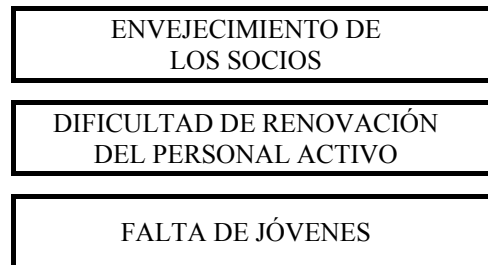 ENVEJECIMIENTO DE
LOS SOCIOS
DIFICULTAD DE RENOVACIÓN
DEL PERSONAL ACTIVO
FALTA DE JÓVENES